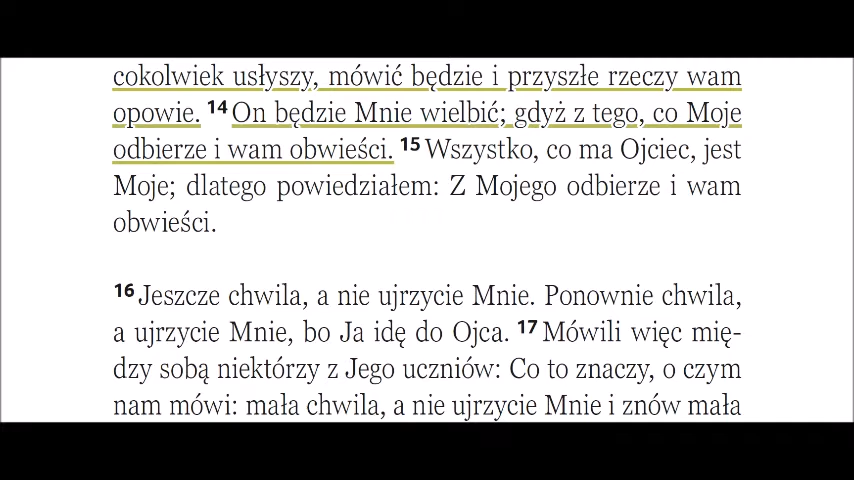 cokolwiek usłyszy, mówić będzie i przyszłe rzeczy wam
opowie. 14 On będzie Mnie wielbić; gdyż z tego, co Moje
odbierze i wam obwieści. 15 Wszystko, co ma Ojciec, jest
Moje; dlatego powiedziałem: Z Mojego odbierze i wam
obwieści.
16 Jeszcze chwila, a nie ujrzycie Mnie. Ponownie chwila,
a ujrzycie Mnie, bo Ja idę do Ojca. 17 Mówili więc mię-
dzy sobą niektórzy z Jego uczniów: Co to znaczy, o czym
nam mówi: mała chwila, a nie ujrzycie Mnie i znów mała